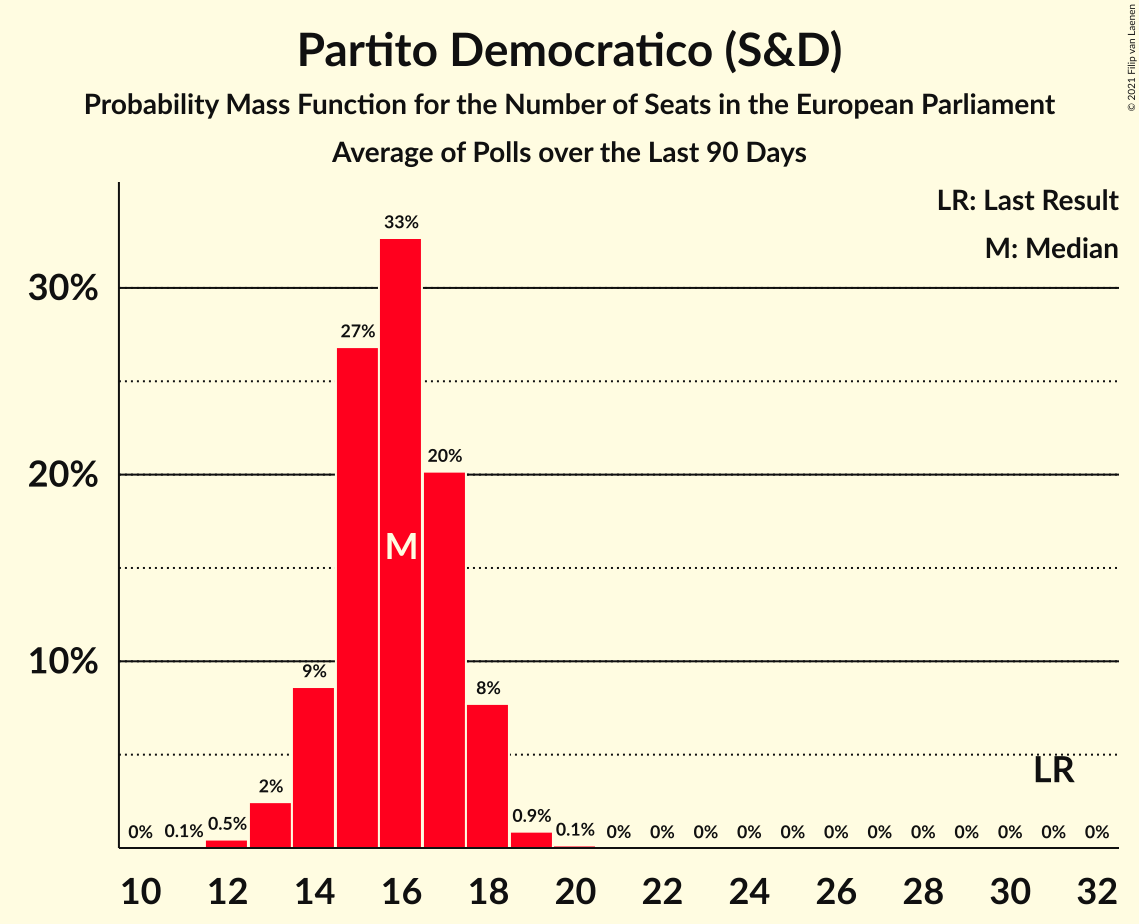 Partito Democratico (S&D)
Probability Mass Function for the Number of Seats in the European Parliament
Average of Polls over the Last 90 Days
© 2021 Filip van Laenen
LR: Last Result
M: Median
30%
20%
10%
0% 0.1% 0.5% 2% 9% 27% 33% 20% 8% 0.9% 0.1% 0% 0% 0% 0% 0% 0% 0% 0% 0% 0% 0% 0%
M
LR
10 12 14 16 18 20 22 24 26 28 30 32